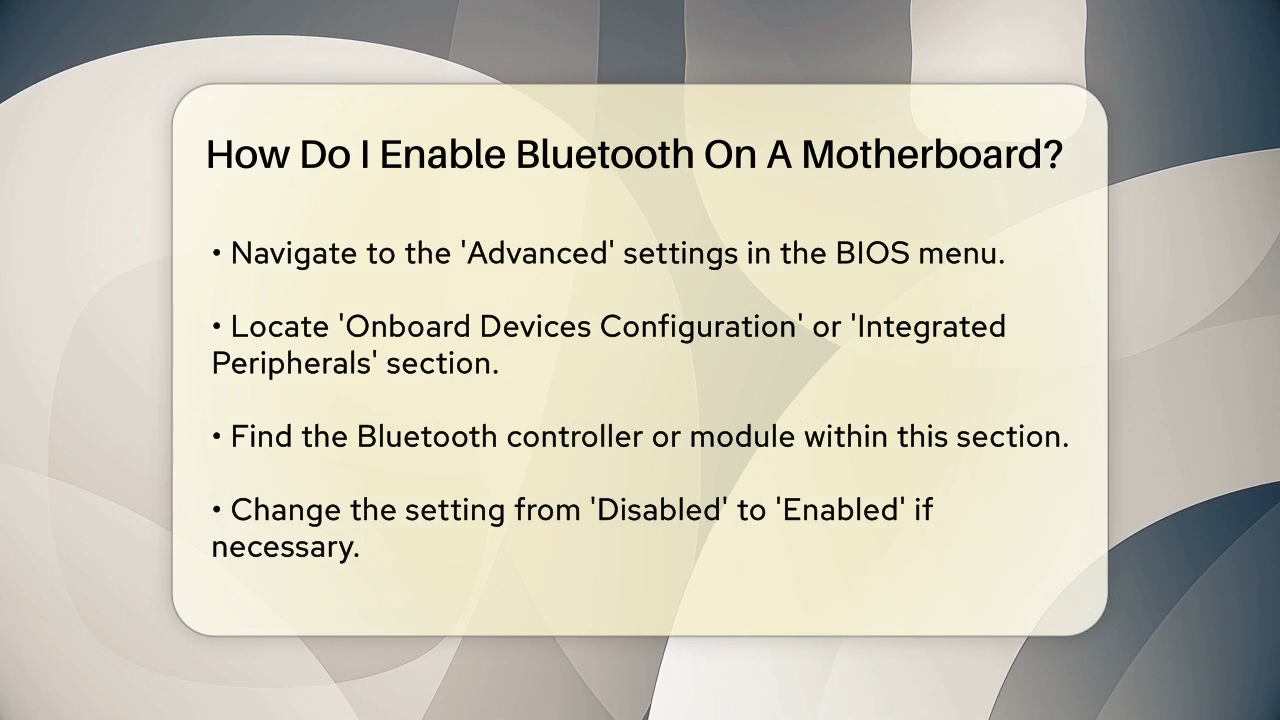 How Do I Enable Bluetooth On A Motherboard?
• Navigate to the 'Advanced' settings in the BIOS menu.
• Locate 'Onboard Devices Configuration' or 'Integrated
Peripherals' section.
• Find the Bluetooth controller or module within this section.
• Change the setting from 'Disabled' to 'Enabled' if
necessary.